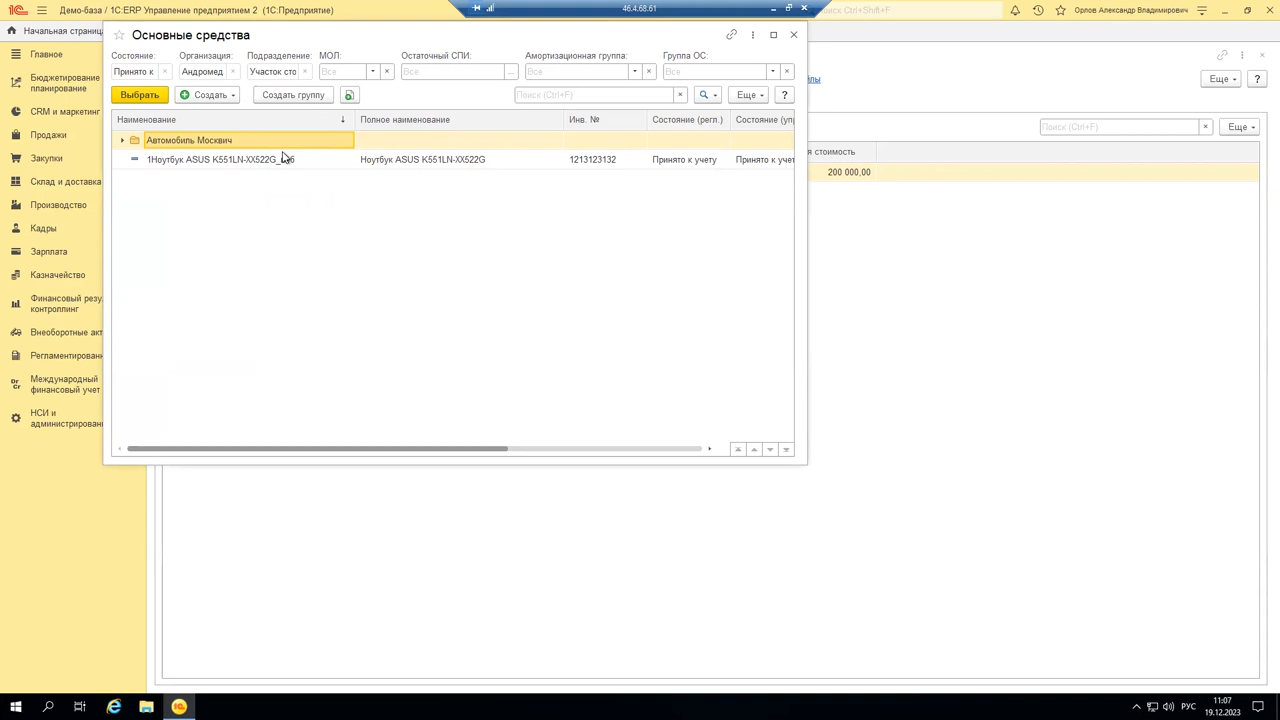 Демо-база / 1С:ERP Управление предприятием 2 (1С:Предприятие)
46.4.68.61
Поиск Ctrl+Shift+F
Орлов Александр Владимирович
Начальная страница
Основные средства
Главное
Бюджетирование
планирование
CRM и маркетинг
Продажи
Закупки
Склад и доставка
Производство
Кадры
Зарплата
Казначейство
Финансовый резу
контроллинг
Внеоборотные акт
Регламентированн
Международный
финансовый учет
НСИ и
администрирован
Состояние:
Организация:
Подразделение:
МОЛ:
Остаточный СПИ:
Амортизационная группа:
Группа ОС:
Принято к
Андромед
Участок сто
Все
Все
Все
Все
Выбрать
Создать
Создать группу
Поиск (Ctrl+F)
Еще
?
Наименование
Полное наименование
Инв. №
Состояние (регл.)
Состояние (упр
Автомобиль Москвич
1Ноутбук ASUS K551LN-XX522G_
Ноутбук ASUS K551LN-XX522G
1213123132
Принято к учету
Принято к учет
Еще
?
Поиск (Ctrl+F)
Еще
я стоимость
200 000,00
РУС
11:07
19.12.2023